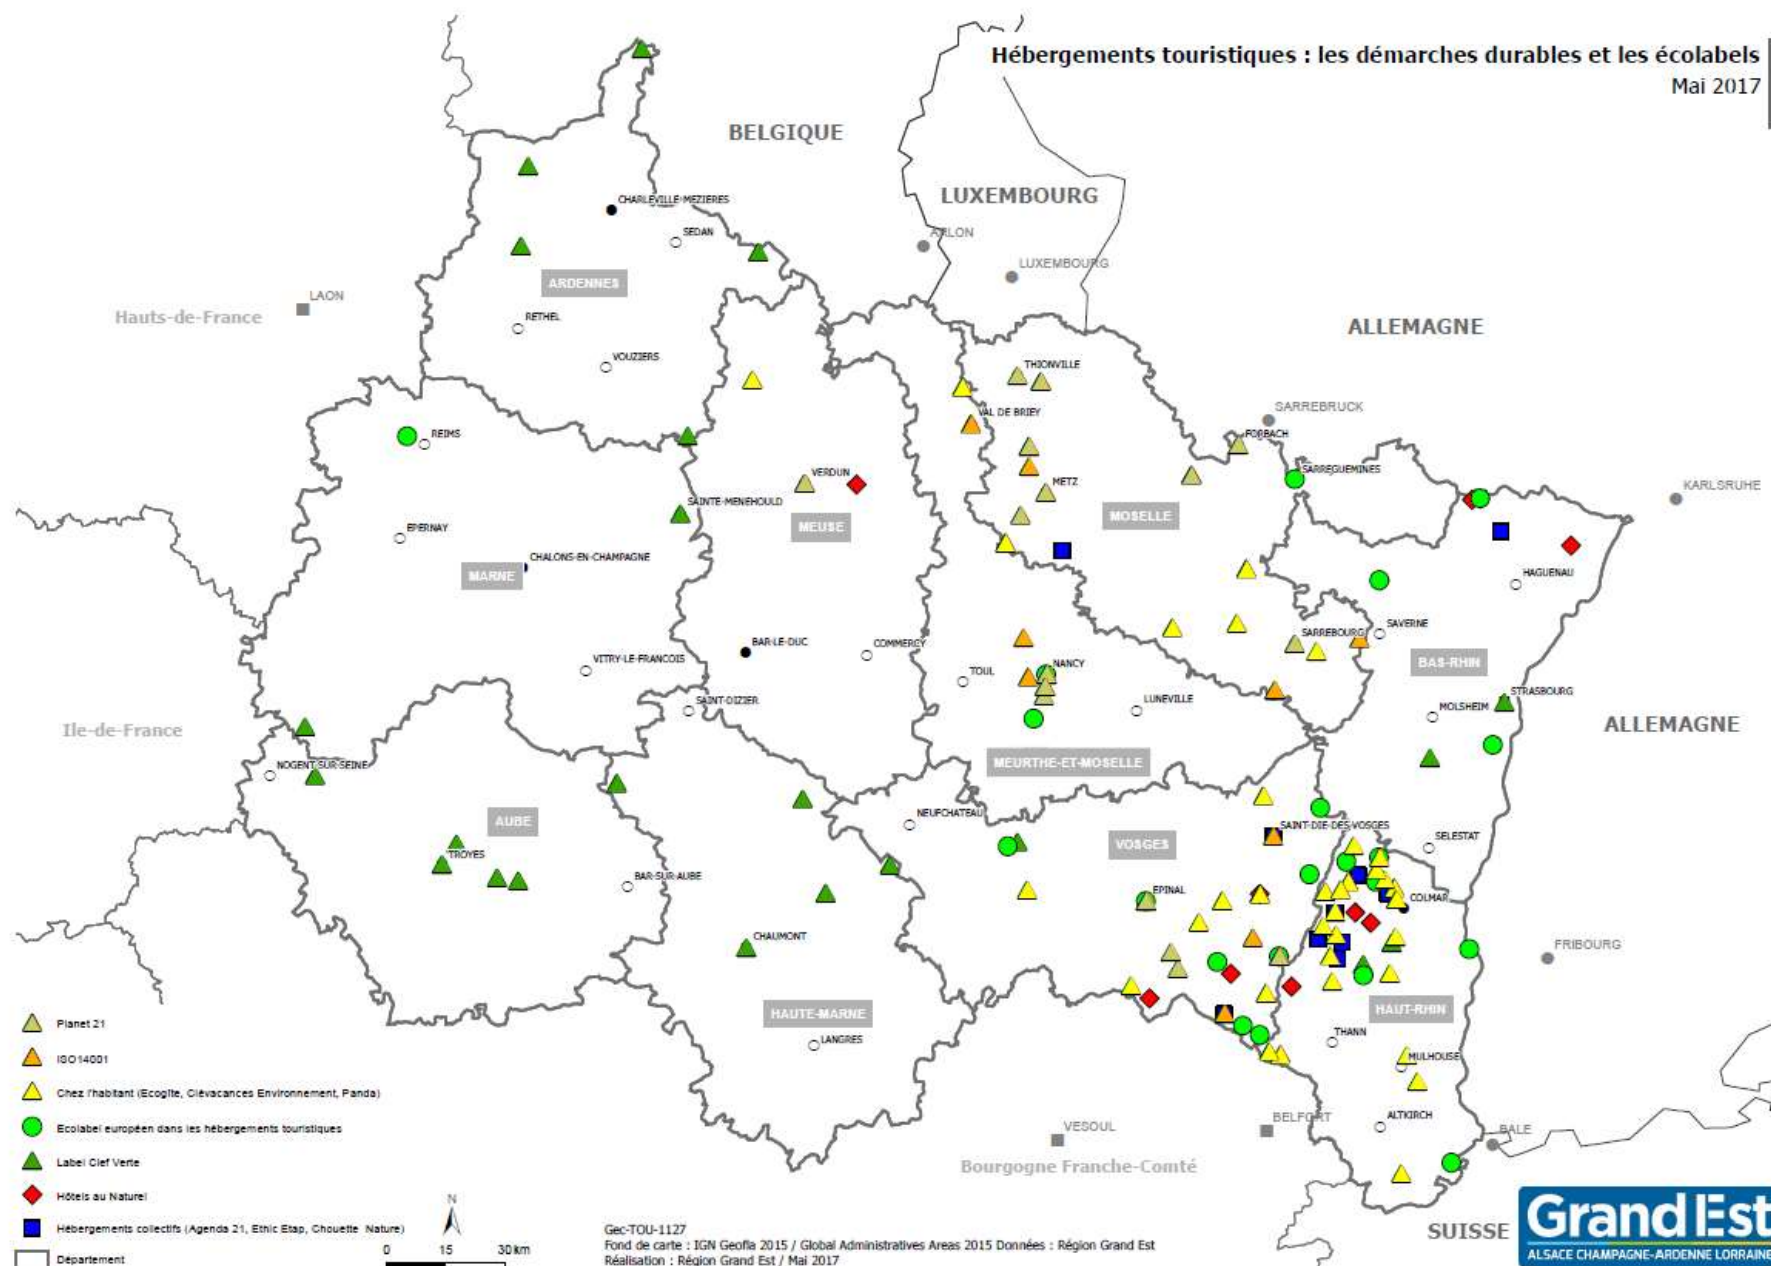 Hébergements touristiques : les démarches durables et les écolabels
Mai 2017
BELGIQUE
LUXEMBOURG
CHARLEVILLE-MEZIERES
SEDAN
ARLON
LUXEMBOURG
ARDENNES
LAON
Hauts-de-France
RETHEL
ALLEMAGNE
VOUZIERS
THIONVILLE
VAL DE BRIEY
SARREBRUCK
FORBACH
REIMS
SARREGUEMINES
VERDUN
METZ
KARLSRUHE
SAINTE-MENEHOULD
MOSELLE
EPERNAY
MEUSE
CHALONS-EN-CHAMPAGNE
MARNE
HAGUENAU
SAVERNE
SARREBOURG
BAR-LE-DUC
COMMERCY
VITRY-LE-FRANCOIS
NANCY
BAS-RHIN
TOUL
SAINT-DIZIER
LUNEVILLE
STRASBOURG
MOLSHEIM
Ile-de-France
ALLEMAGNE
NOGENT-SUR-SEINE
MEURTHE-ET-MOSELLE
NEUFCHATEAU
AUBE
SAINT-DIE-DES-VOSGES
VOSGES
SELESTAT
TROYES
BAR-SUR-AUBE
EPINAL
COLMAR
CHAUMONT
FRIBOURG
HAUTE-MARNE
HAUT-RHIN
Planet 21
LANGRES
THANN
ISO14001
MULHOUSE
Chez l'habitant (Ecogîte, Clévacances Environnement, Panda)
ALTKIRCH
BELFORT
VESOUL
BALE
Ecolabel européen dans les hébergements touristiques
Label Clef Verte
Bourgogne Franche-Comté
Hôtels au Naturel
Hébergements collectifs (Agenda 21, Ethic Etap, Chouette Nature)
Département
N
0 15 30 km
Gec-TOU-1127
Fond de carte : IGN Geofla 2015 / Global Administratives Areas 2015 Données : Région Grand Est
Réalisation : Région Grand Est / Mai 2017
SUISSE
Grand Est
ALSACE CHAMPAGNE-ARDENNE LORRAINE